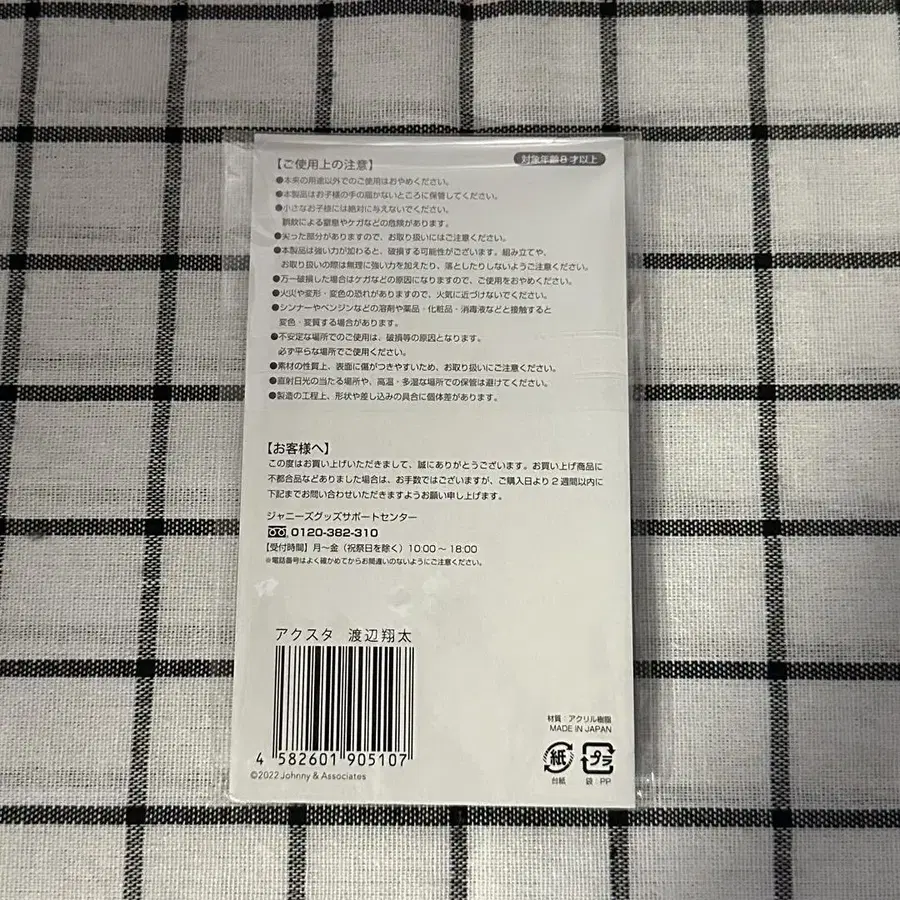 【ご使用上の注意】
対象年齢8才以上
●本来の用途以外でのご使用はおやめください。
●本製品はお子様の手の届かないところに保管してください。
●小さなお子様には絶対に与えないでください。
誤飲による窒息やケガなどの危険があります。
●尖った部分がありますので、お取り扱いにはご注意ください。
●本製品は強い力が加わると、破損する可能性がございます。組み立てや、
お取り扱いの際は無理に強い力を加えたり、落としたりしないようご注意ください。
●万一破損した場合はケガなどの原因になりますので、ご使用をおやめください。
●火災や変形・変色の恐れがありますので、火気に近づけないでください。
●シンナーやベンジンなどの溶剤や薬品・化粧品・消毒液などと接触すると
変色・変質する場合があります。
●不安定な場所でのご使用は、破損等の原因となります。
必ず平らな場所でご使用ください。
●素材の性質上、表面に傷がつきやすいため、お取り扱いにご注意ください。
●直射日光の当たる場所や、高温・多湿な場所での保管は避けてください。
●製造の工程上、形状や差し込みの具合に個体差があります。
【お客様へ】
この度はお買い上げいただきまして、誠にありがとうございます。お買い上げ商品に
不都合品などありました場合は、お手数ではございますが、ご購入日より2週間以内に
下記までお問い合わせいただきますようお願い申し上げます。
ジャニーズグッズサポートセンター
0120-382-310
【受付時間】月～金（祝祭日を除く）10:00～18:00
※電話番号はよく確かめてからお間違いのないようにご注意ください。
アクスタ 渡辺翔太
4 582601 905107
©2022 Johnny & Associates
材質：アクリル樹脂
MADE IN JAPAN
紙
台紙
プラ
袋：PP